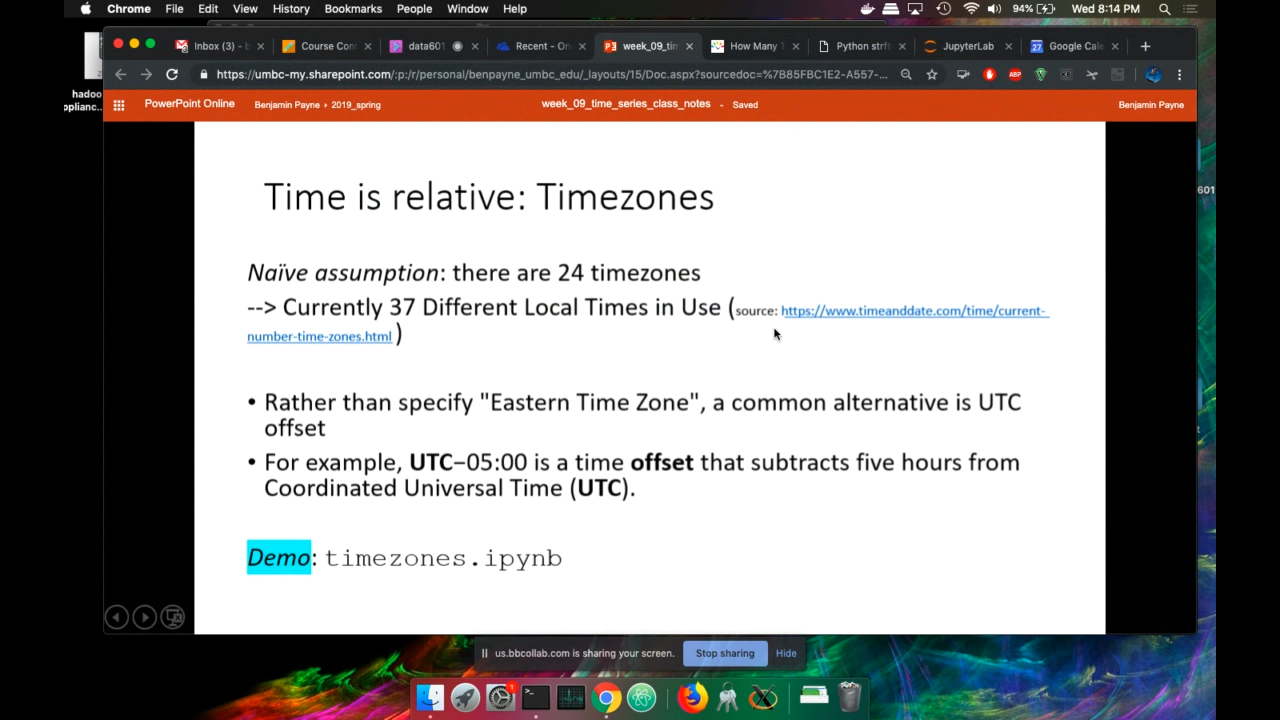 Chrome File Edit View History Bookmarks People Window Help 94% Wed 8:14 PM
Inbox (3) - b Course Con data601 Recent - On week_09_tim How Many T Python strft JupyterLab Google Cale
https://umbc-my.sharepoint.com/:p:/r/personal/benpayne_umbc_edu/_layouts/15/Doc.aspx?sourcedoc=%7B85FBC1E2-A557-...
hadoo
PowerPoint Online Benjamin Payne › 2019_spring week_09_time_series_class_notes - Saved Benjamin Payne
Time is relative: Timezones
Naïve assumption: there are 24 timezones
--> Currently 37 Different Local Times in Use (source: https://www.timeanddate.com/time/current-
number-time-zones.html )
• Rather than specify "Eastern Time Zone", a common alternative is UTC
offset
• For example, UTC−05:00 is a time offset that subtracts five hours from
Coordinated Universal Time (UTC).
Demo: timezones.ipynb
us.bbcollab.com is sharing your screen. Stop sharing Hide